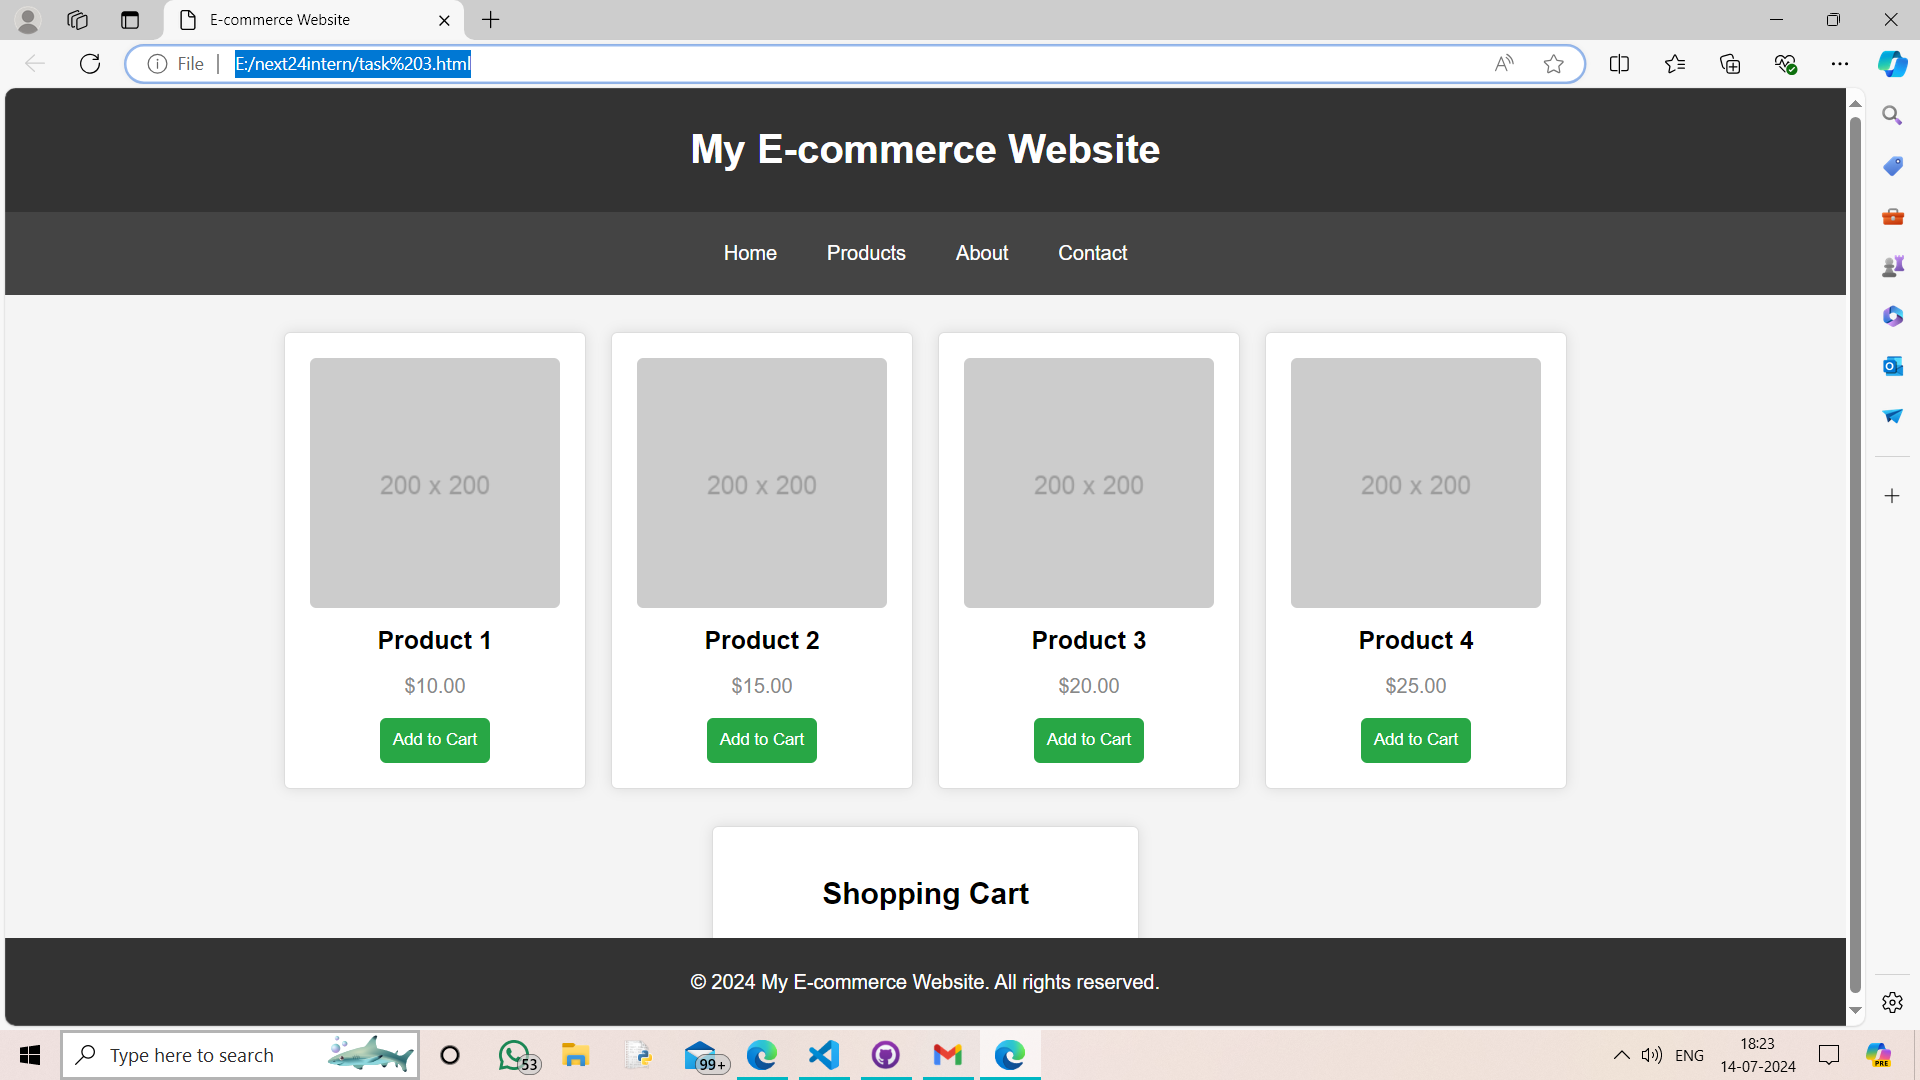 E-commerce Website
File
E:/next24intern/task%203.html
My E-commerce Website
Home Products About Contact
200 x 200 200 x 200 200 x 200 200 x 200
Product 1 Product 2 Product 3 Product 4
$10.00 $15.00 $20.00 $25.00
Add to Cart Add to Cart Add to Cart Add to Cart
Shopping Cart
© 2024 My E-commerce Website. All rights reserved.
Type here to search
53
99+
ENG
18:23
14-07-2024
PRE